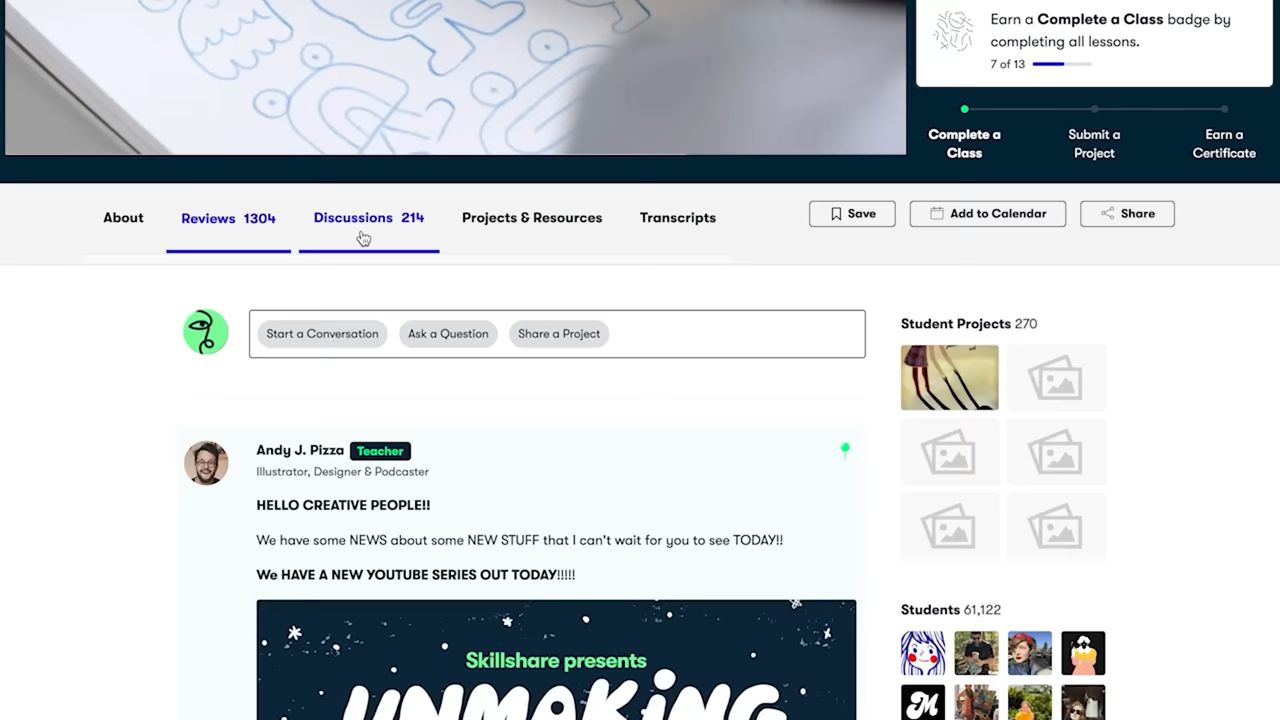 Earn a Complete a Class badge by
completing all lessons.
7 of 13
Complete a
Class
Submit a
Project
Earn a
Certificate
About
Reviews 1304
Discussions 214
Projects & Resources
Transcripts
Save
Add to Calendar
Share
Start a Conversation
Ask a Question
Share a Project
Student Projects 270
Andy J. Pizza Teacher
Illustrator, Designer & Podcaster
HELLO CREATIVE PEOPLE!!
We have some NEWS about some NEW STUFF that I can't wait for you to see TODAY!!
We HAVE A NEW YOUTUBE SERIES OUT TODAY!!!!!
Skillshare presents
UNMAKING
Students 61,122
M